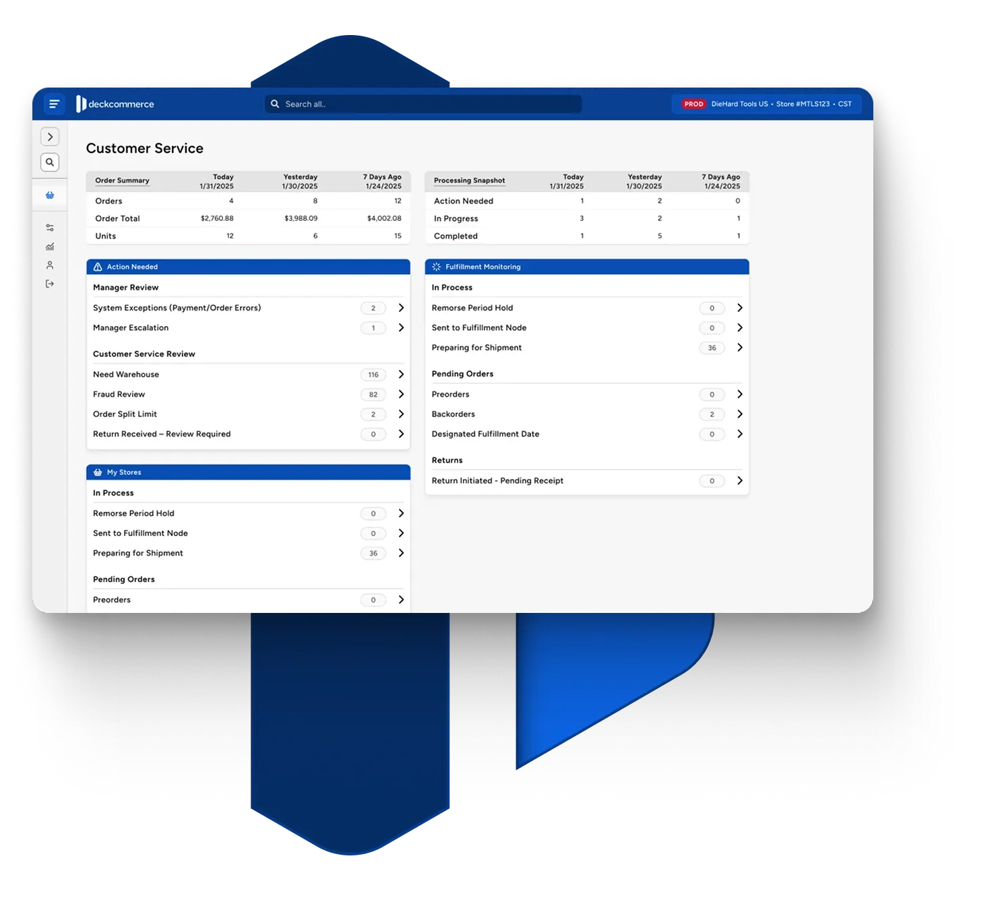 deckcommerce
Search all..
PROD DieHard Tools US • Store #MTLS123 • CST
Customer Service
Order Summary Today 1/31/2025 Yesterday 1/30/2025 7 Days Ago 1/24/2025
Orders 4 8 12
Order Total $2,760.88 $3,988.09 $4,002.08
Units 12 6 15
Processing Snapshot Today 1/31/2025 Yesterday 1/30/2025 7 Days Ago 1/24/2025
Action Needed 1 2 0
In Progress 3 2 1
Completed 1 5 1
Action Needed
Manager Review
System Exceptions (Payment/Order Errors) 2
Manager Escalation 1
Customer Service Review
Need Warehouse 116
Fraud Review 82
Order Split Limit 2
Return Received – Review Required 0
My Stores
In Process
Remorse Period Hold 0
Sent to Fulfillment Node 0
Preparing for Shipment 36
Pending Orders
Preorders 0
Fulfillment Monitoring
In Process
Remorse Period Hold 0
Sent to Fulfillment Node 0
Preparing for Shipment 36
Pending Orders
Preorders 0
Backorders 2
Designated Fulfillment Date 0
Returns
Return Initiated - Pending Receipt 0